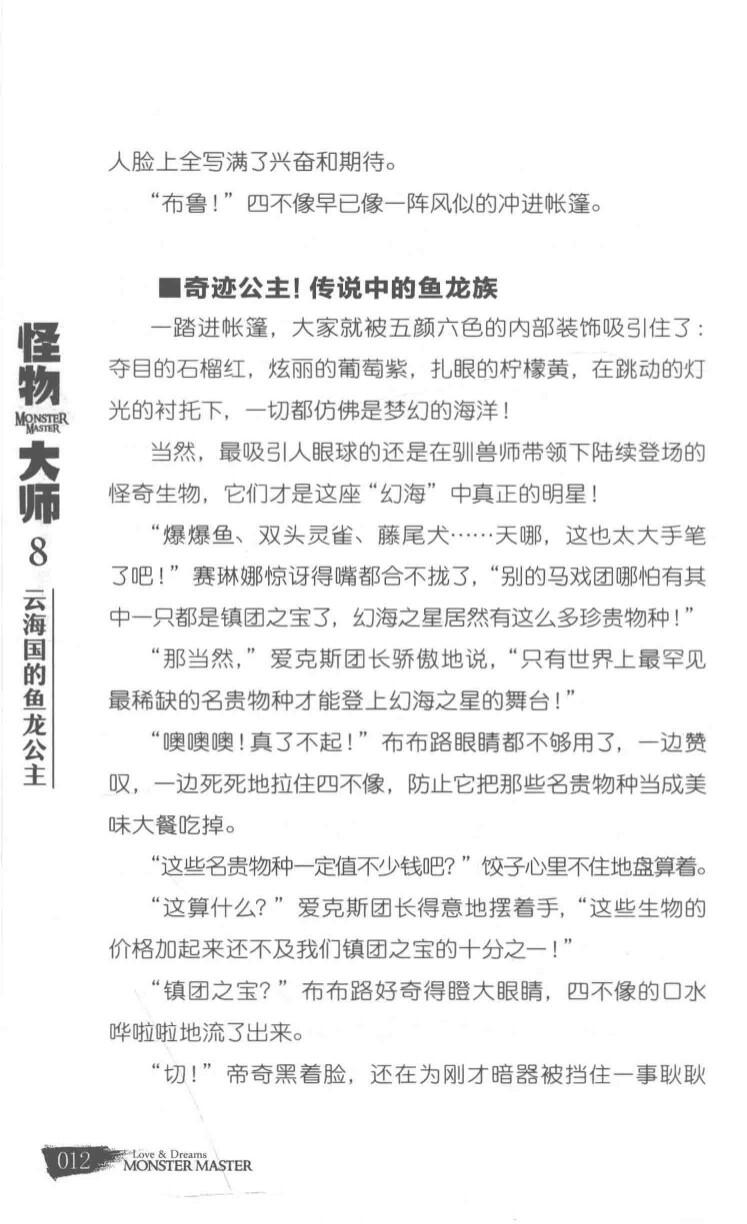 人脸上全写满了兴奋和期待。
“布鲁！”四不像早已像一阵风似的冲进帐篷。
■奇迹公主！传说中的鱼龙族
一踏进帐篷，大家就被五颜六色的内部装饰吸引住了：
夺目的石榴红，炫丽的葡萄紫，扎眼的柠檬黄，在跳动的灯
光的衬托下，一切都仿佛是梦幻的海洋！
当然，最吸引人眼球的还是在驯兽师带领下陆续登场的
怪奇生物，它们才是这座“幻海”中真正的明星！
“爆爆鱼、双头灵雀、藤尾犬……天哪，这也太大手笔
了吧！”赛琳娜惊讶得嘴都合不拢了，“别的马戏团哪怕有其
中一只都是镇团之宝了，幻海之星居然有这么多珍贵物种！”
“那当然，”爱克斯团长骄傲地说，“只有世界上最罕见
最稀缺的名贵物种才能登上幻海之星的舞台！”
“噢噢噢！真了不起！”布布路眼睛都不够用了，一边赞
叹，一边死死地拉住四不像，防止它把那些名贵物种当成美
味大餐吃掉。
“这些名贵物种一定值不少钱吧？”饺子心里不住地盘算着。
“这算什么？”爱克斯团长得意地摆着手，“这些生物的
价格加起来还不及我们镇团之宝的十分之一！”
“镇团之宝？”布布路好奇得瞪大眼睛，四不像的口水
哗啦啦地流了出来。
“切！”帝奇黑着脸，还在为刚才暗器被挡住一事耿耿
怪物
MONSTER
MASTER
大师
8
云海国的鱼龙公主
012
Love & Dreams
MONSTER MASTER